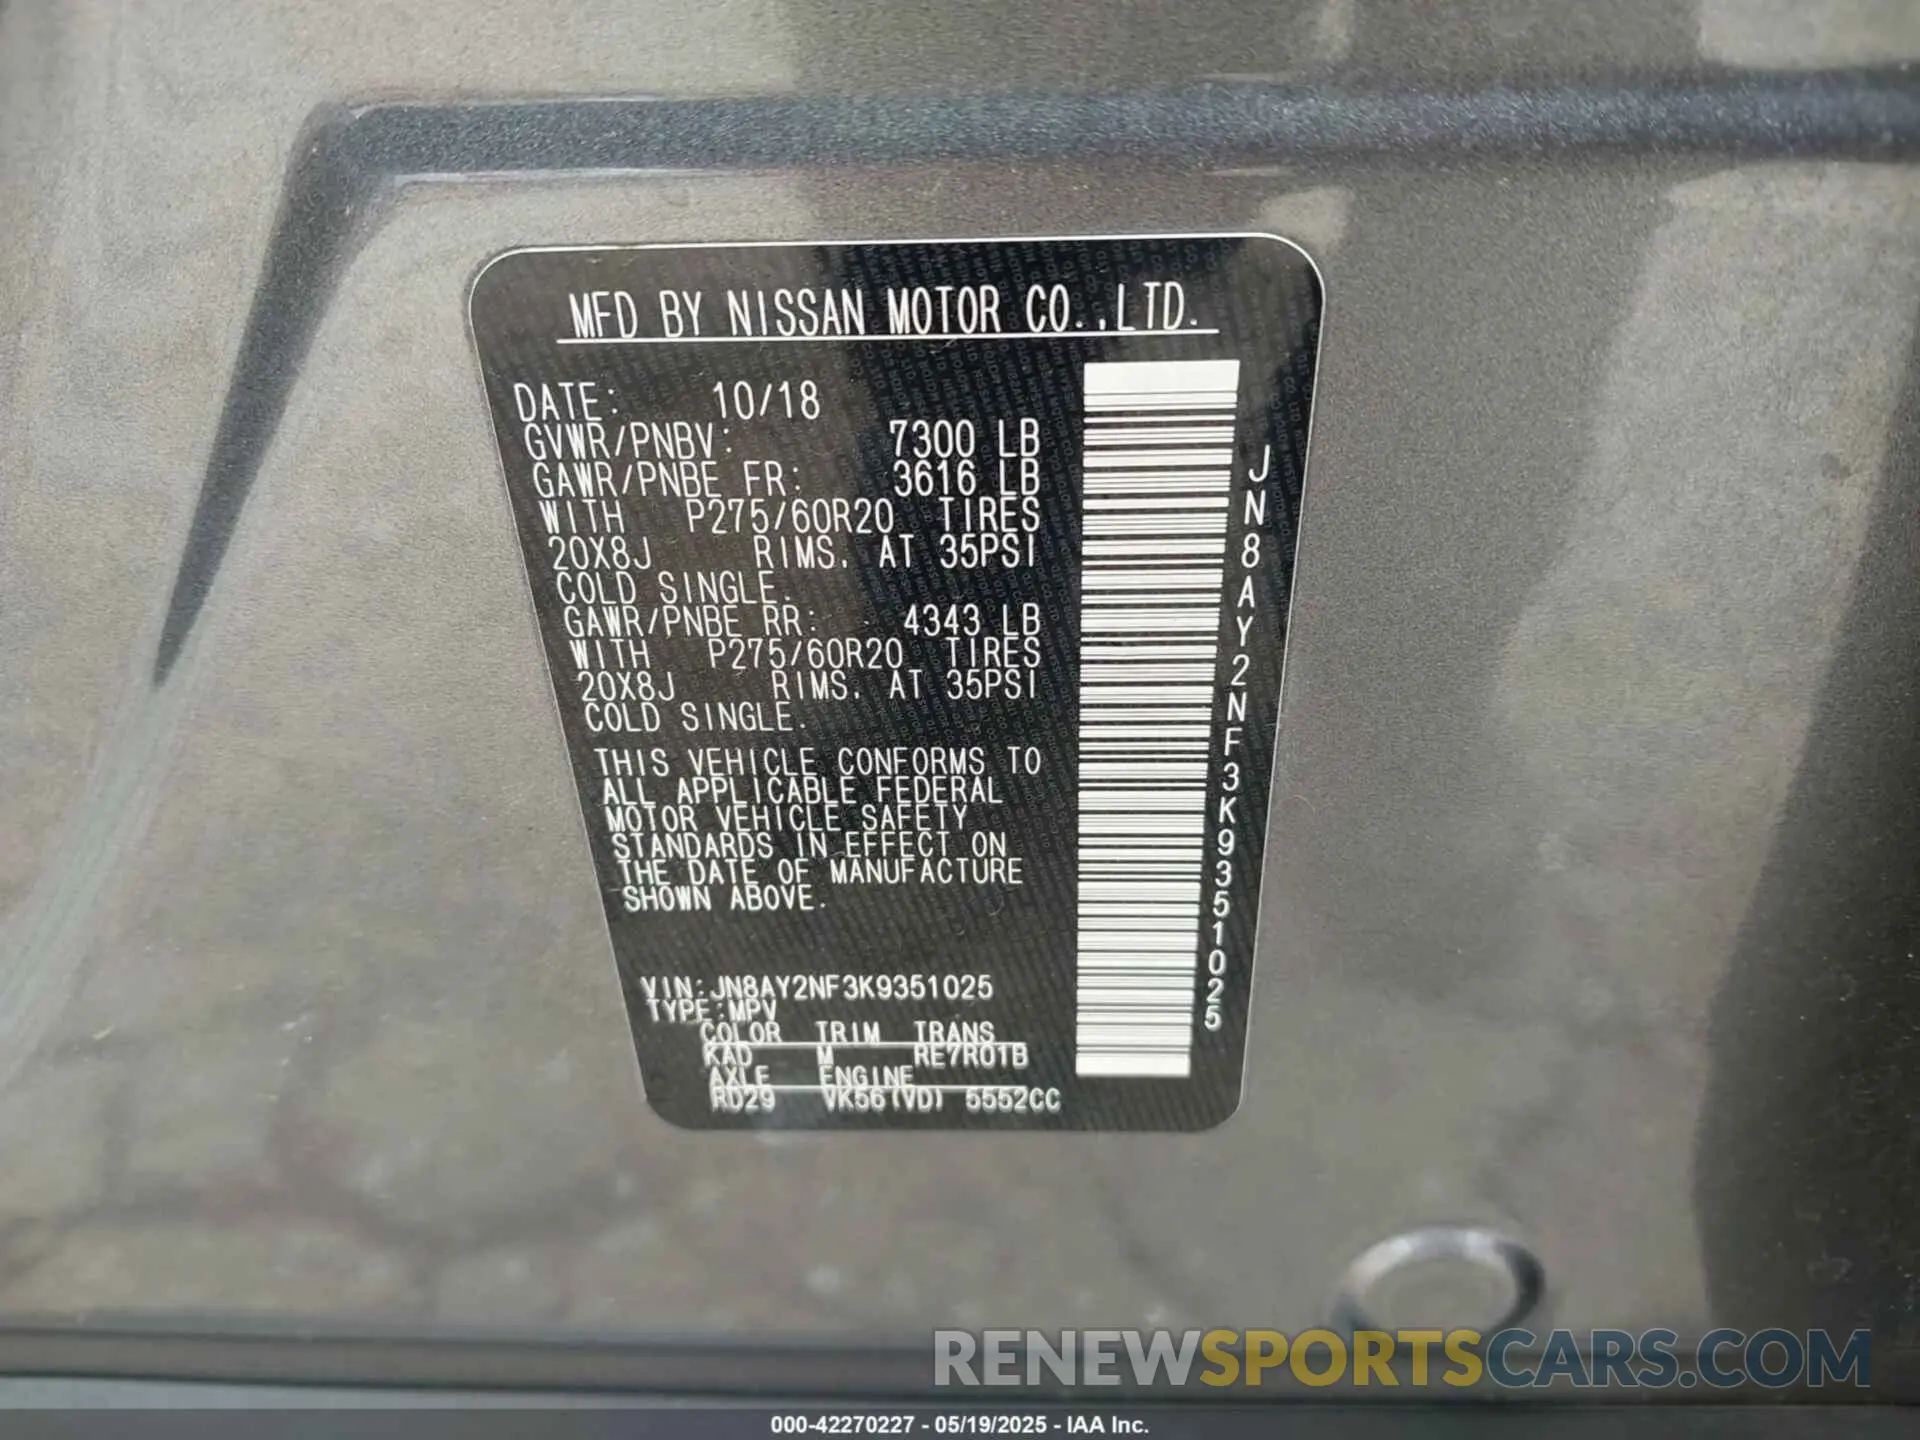 MFD BY NISSAN MOTOR CO.,LTD.
DATE: 10/18
GVWR/PNBV: 7300 LB
GAWR/PNBE FR: 3616 LB
WITH P275/60R20 TIRES
20X8J RIMS. AT 35PSI
COLD SINGLE.
GAWR/PNBE RR: 4343 LB
WITH P275/60R20 TIRES
20X8J RIMS. AT 35PSI
COLD SINGLE.
THIS VEHICLE CONFORMS TO
ALL APPLICABLE FEDERAL
MOTOR VEHICLE SAFETY
STANDARDS IN EFFECT ON
THE DATE OF MANUFACTURE
SHOWN ABOVE.
VIN:JN8AY2NF3K9351025
TYPE:MPV
COLOR TRIM TRANS
KAD M RE7R01B
AXLE ENGINE
RD29 VK56(VD) 5552CC
JN8AY2NF3K9351025
RENEWSPORTSCARS.COM
000-42270227 - 05/19/2025 - IAA Inc.